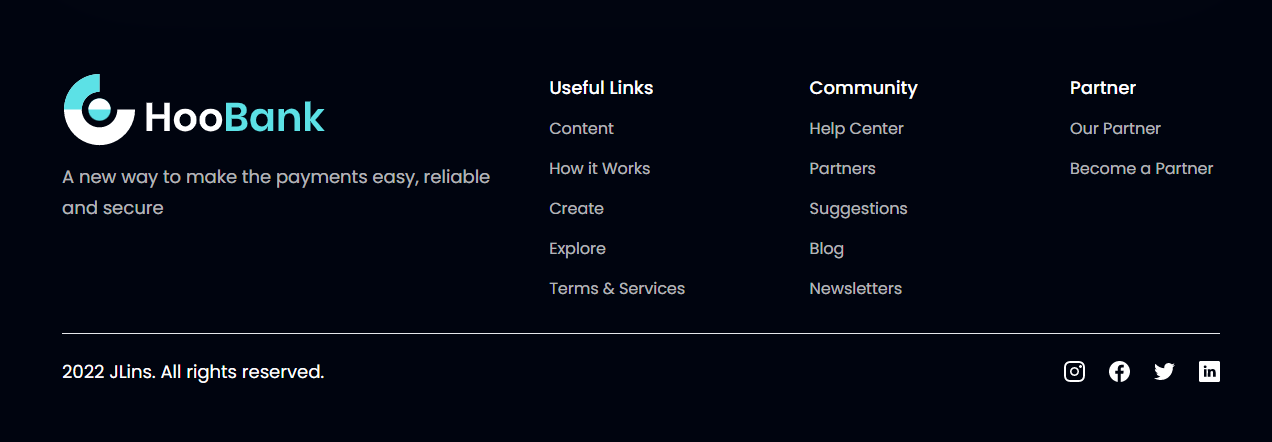 HooBank
A new way to make the payments easy, reliable
and secure
Useful Links
Content
How it Works
Create
Explore
Terms & Services
Community
Help Center
Partners
Suggestions
Blog
Newsletters
Partner
Our Partner
Become a Partner
2022 JLins. All rights reserved.
in